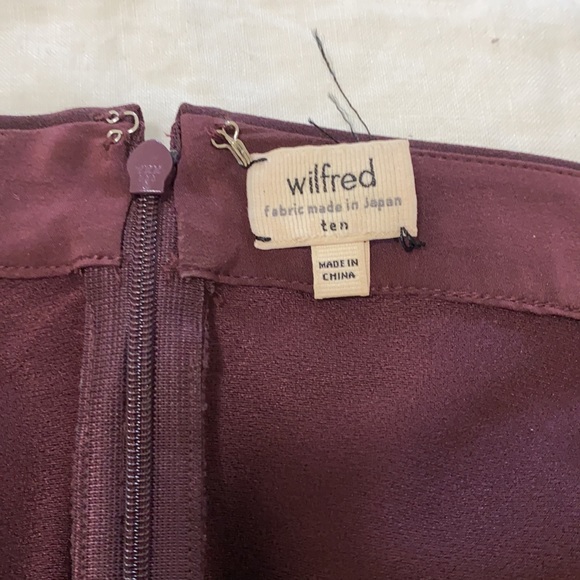 wilfred
fabric made in Japan
ten
MADE IN
CHINA